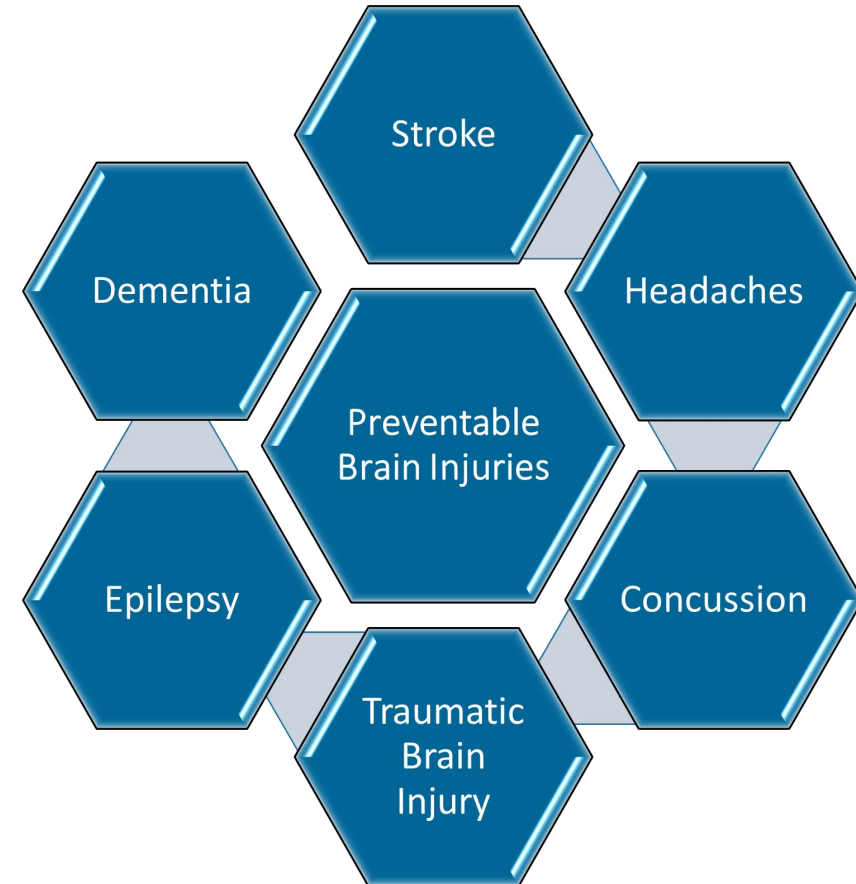 Stroke
Dementia
Headaches
Preventable
Brain Injuries
Epilepsy
Concussion
Traumatic
Brain
Injury